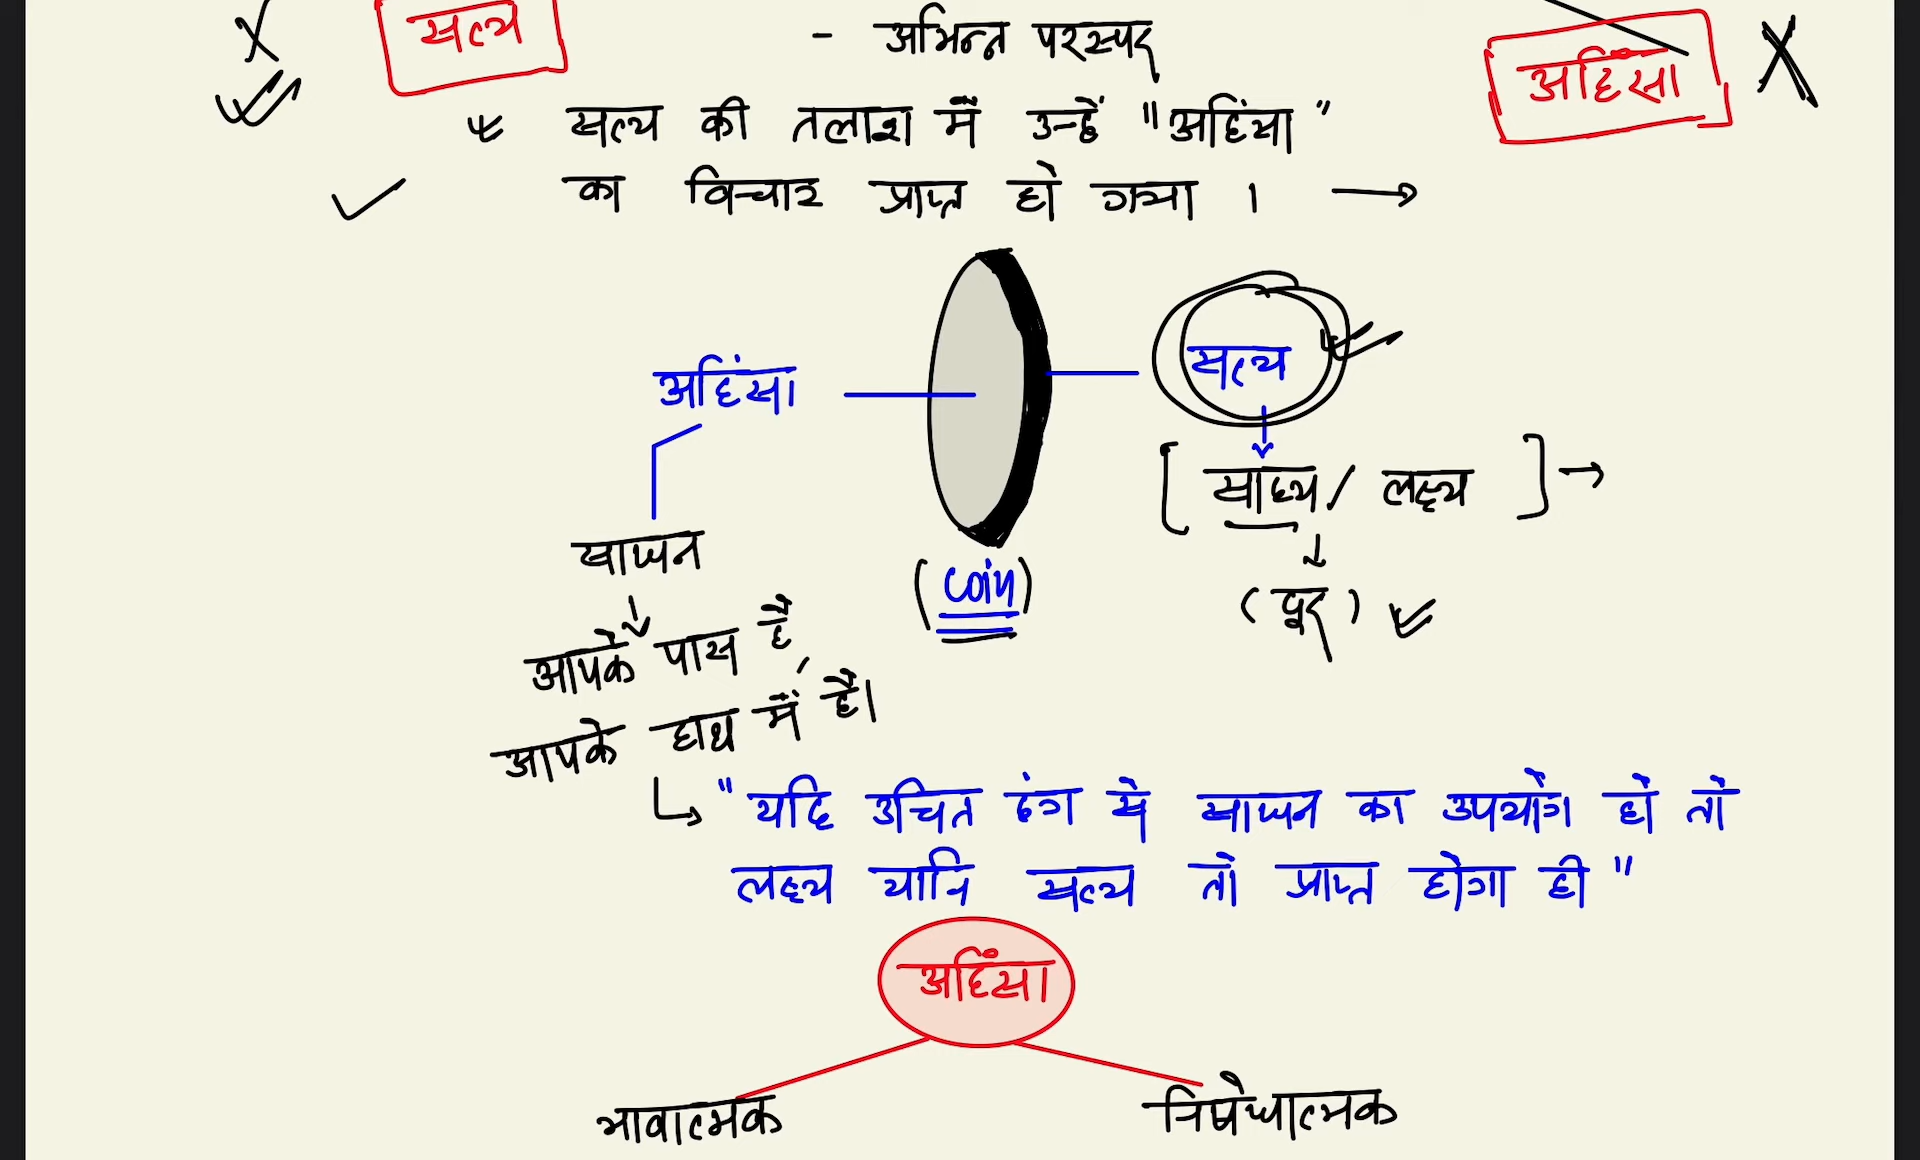 सत्य
- अभिन्न परस्पर
अहिंसा
सत्य की तलाश में उन्हें "अहिंसा"
का विचार प्राप्त हो गया । →
अहिंसा
सत्य
[ साध्य / लक्ष्य ] →
साधन
(coin)
(दूर)
आपके पास है,
आपके हाथ में है।
"यदि उचित ढंग से साधन का उपयोग हो तो
लक्ष्य यानि सत्य तो प्राप्त होगा ही"
अहिंसा
भावात्मक
निषेधात्मक